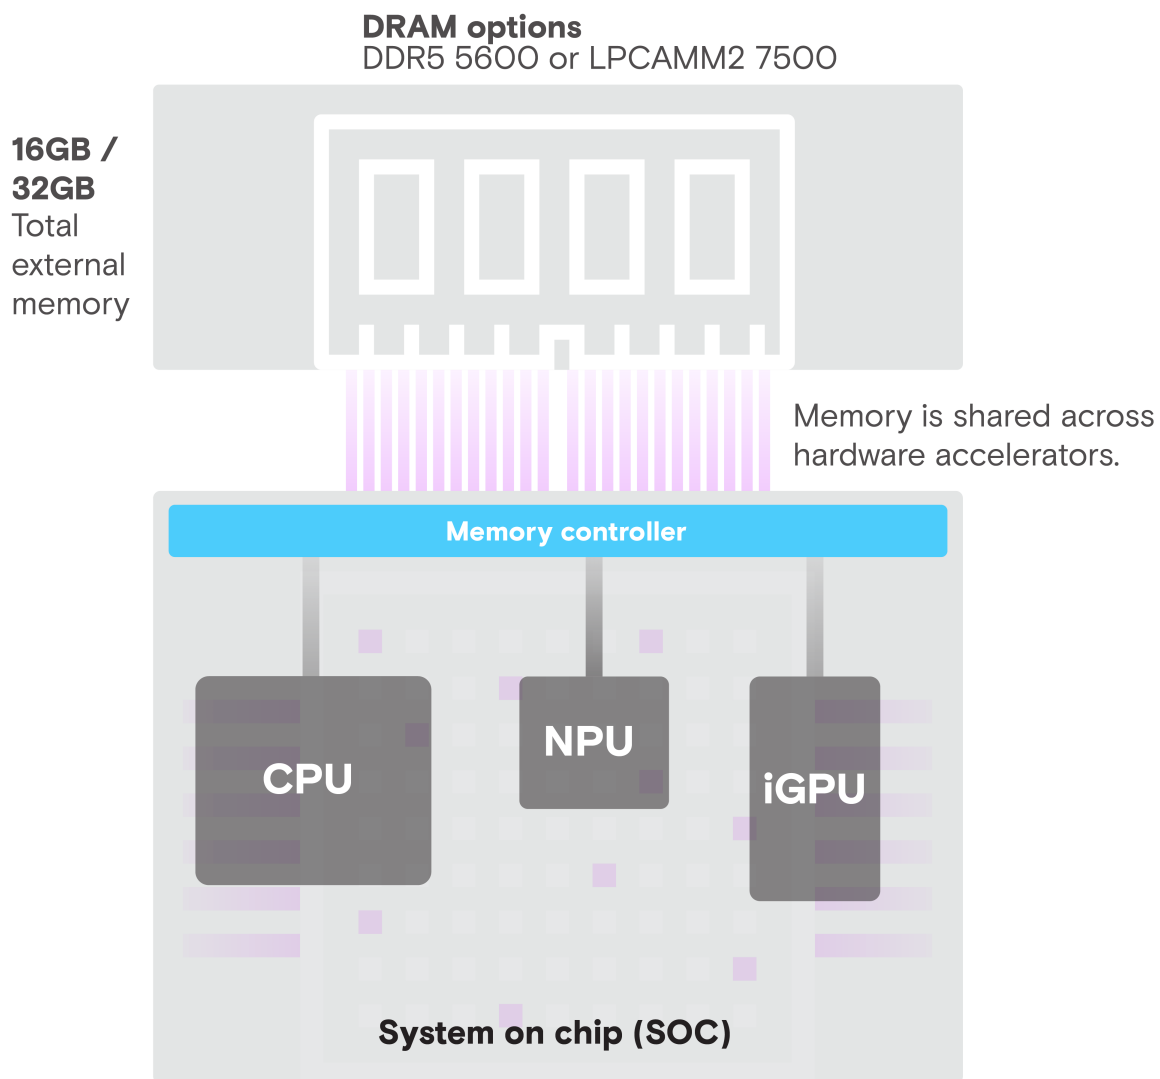 DRAM options
DDR5 5600 or LPCAMM2 7500
16GB /
32GB
Total
external
memory
Memory is shared across
hardware accelerators.
Memory controller
CPU
NPU
iGPU
System on chip (SOC)